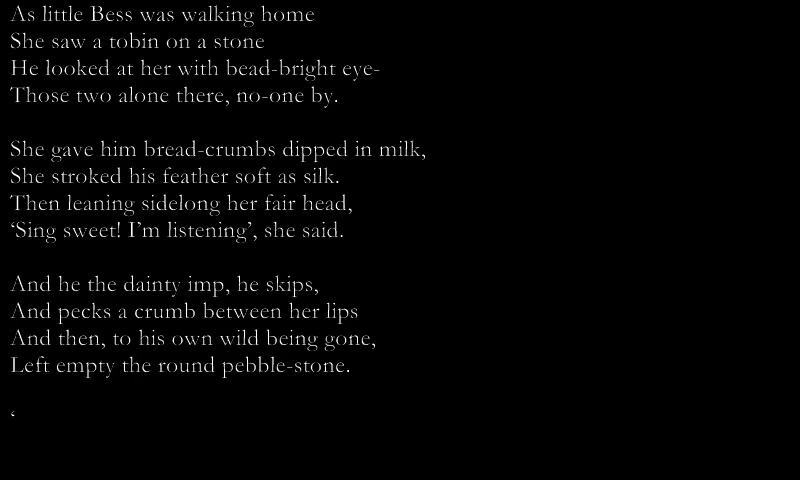 As little Bess was walking home
She saw a tobin on a stone
He looked at her with bead-bright eye-
Those two alone there, no-one by.

She gave him bread-crumbs dipped in milk,
She stroked his feather soft as silk.
Then leaning sidelong her fair head,
‘Sing sweet! I’m listening’, she said.

And he the dainty imp, he skips,
And pecks a crumb between her lips
And then, to his own wild being gone,
Left empty the round pebble-stone.

‘